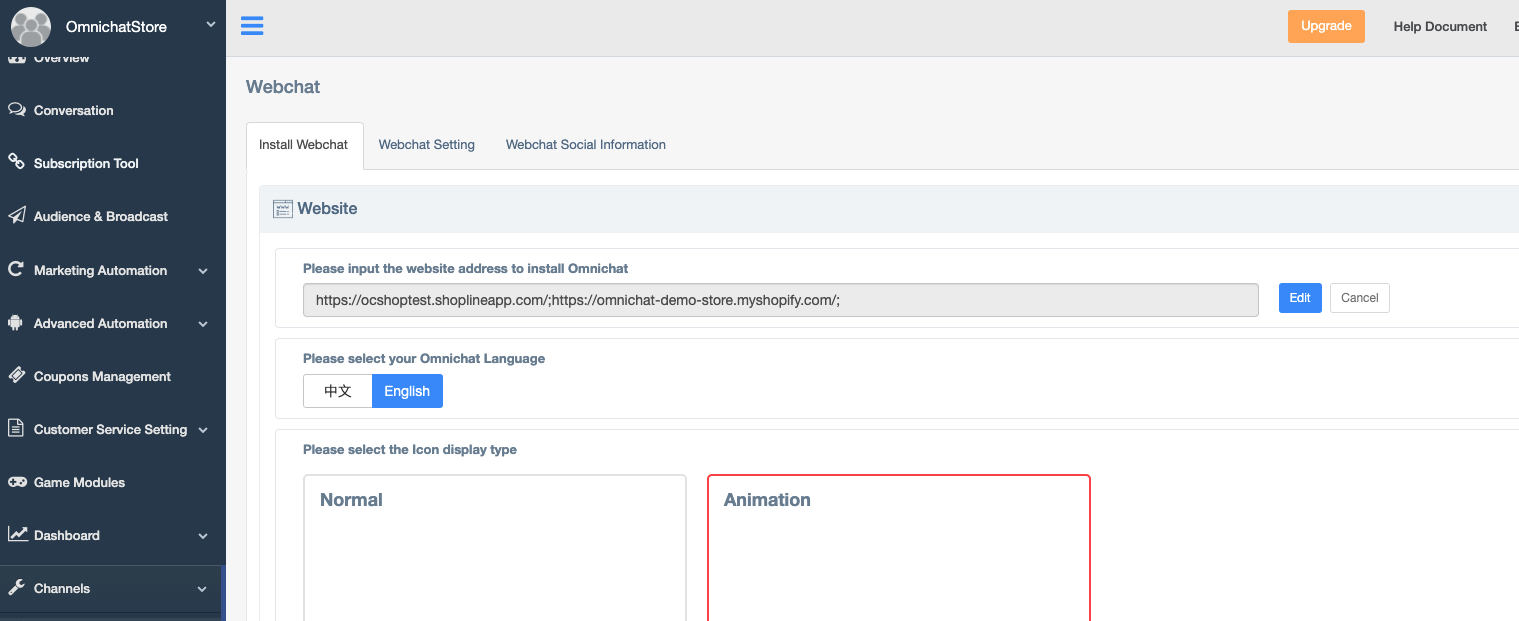 OmnichatStore
Upgrade
Help Document
Overview
Conversation
Subscription Tool
Audience & Broadcast
Marketing Automation
Advanced Automation
Coupons Management
Customer Service Setting
Game Modules
Dashboard
Channels
Webchat
Install Webchat
Webchat Setting
Webchat Social Information
Website
Please input the website address to install Omnichat
https://ocshoptest.shoplineapp.com/;https://omnichat-demo-store.myshopify.com/;
Edit
Cancel
Please select your Omnichat Language
中文
English
Please select the Icon display type
Normal
Animation